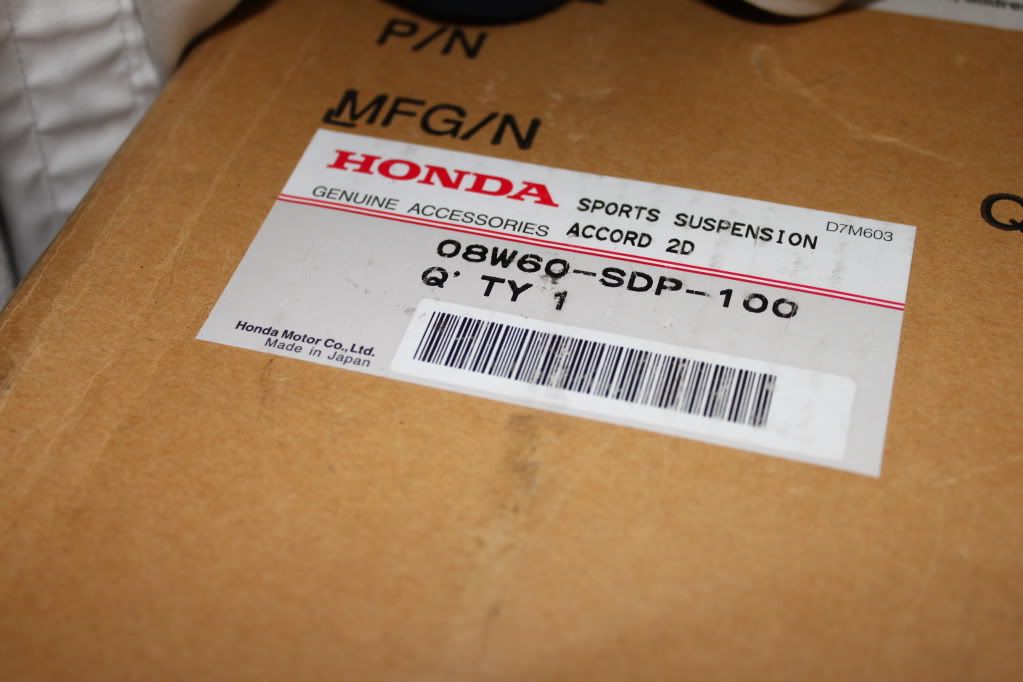 P/N
MFG/N
HONDA
GENUINE ACCESSORIES
SPORTS SUSPENSION
ACCORD 2D
D7M603
08W60-SDP-100
Q'TY 1
Honda Motor Co.,Ltd.
Made in Japan